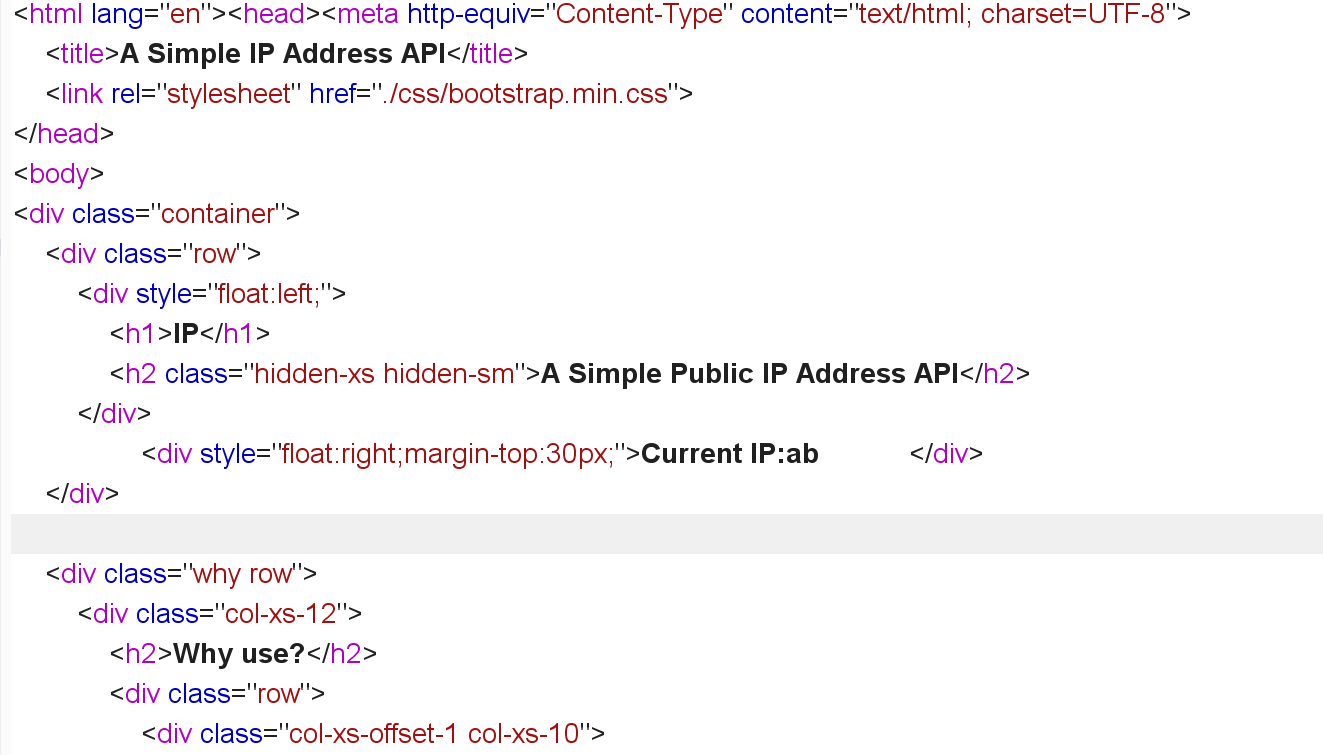 <html lang="en"><head><meta http-equiv="Content-Type" content="text/html; charset=UTF-8">
<title>A Simple IP Address API</title>
<link rel="stylesheet" href="./css/bootstrap.min.css">
</head>
<body>
<div class="container">
<div class="row">
<div style="float:left;">
<h1>IP</h1>
<h2 class="hidden-xs hidden-sm">A Simple Public IP Address API</h2>
</div>
<div style="float:right;margin-top:30px;">Current IP:ab </div>
</div>
<div class="why row">
<div class="col-xs-12">
<h2>Why use?</h2>
<div class="row">
<div class="col-xs-offset-1 col-xs-10">